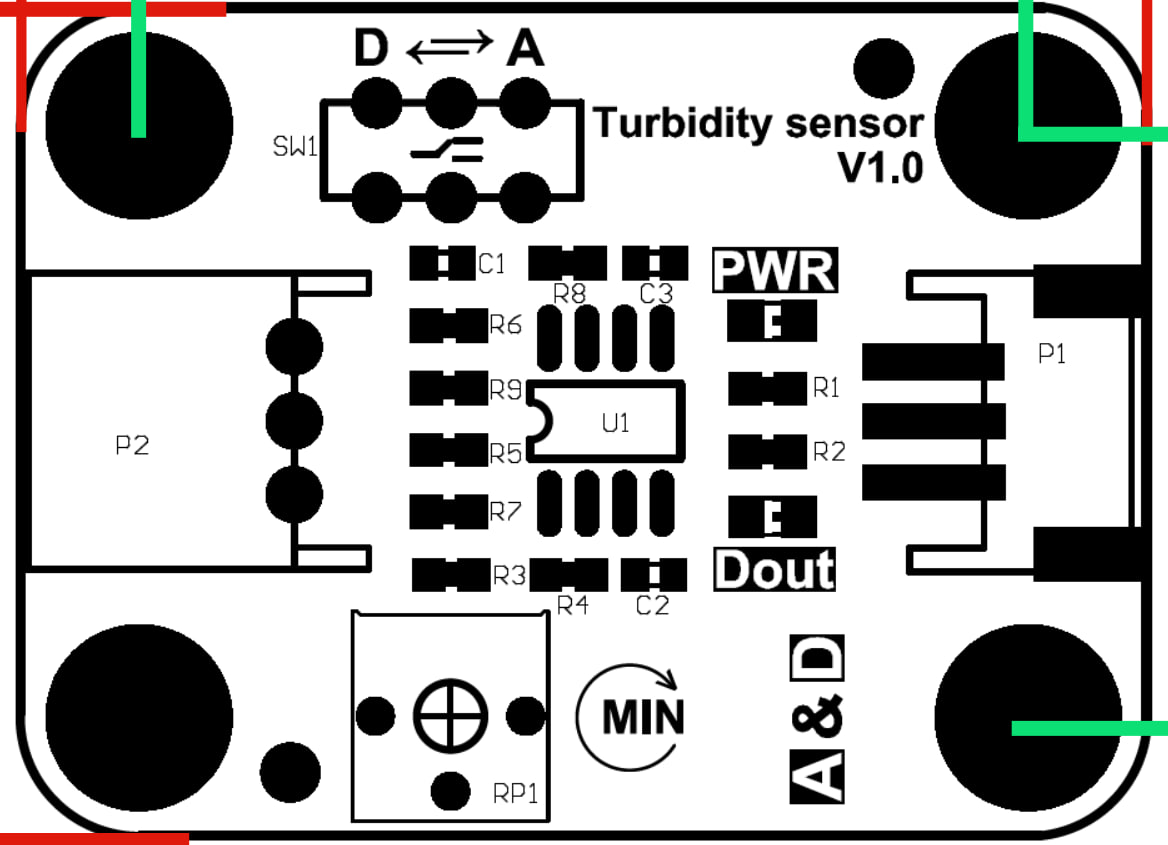 D A
SW1
Turbidity sensor
V1.0
C1
R8
C3
PWR
R6
R9
U1
R1
P1
P2
R5
R2
R7
R3
R4
C2
Dout
MIN
RP1
A & D